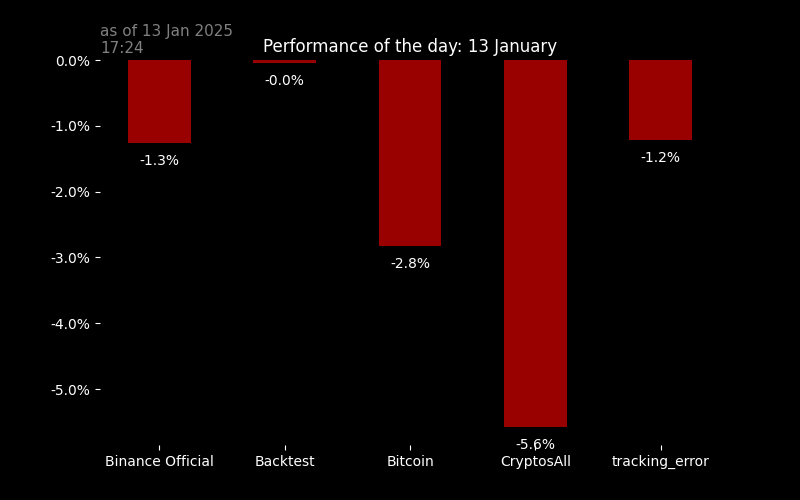 as of 13 Jan 2025
17:24
Performance of the day: 13 January
0.0%
-1.0%
-2.0%
-3.0%
-4.0%
-5.0%
-1.3%
-0.0%
-2.8%
-5.6%
-1.2%
Binance Official
Backtest
Bitcoin
CryptosAll
tracking_error